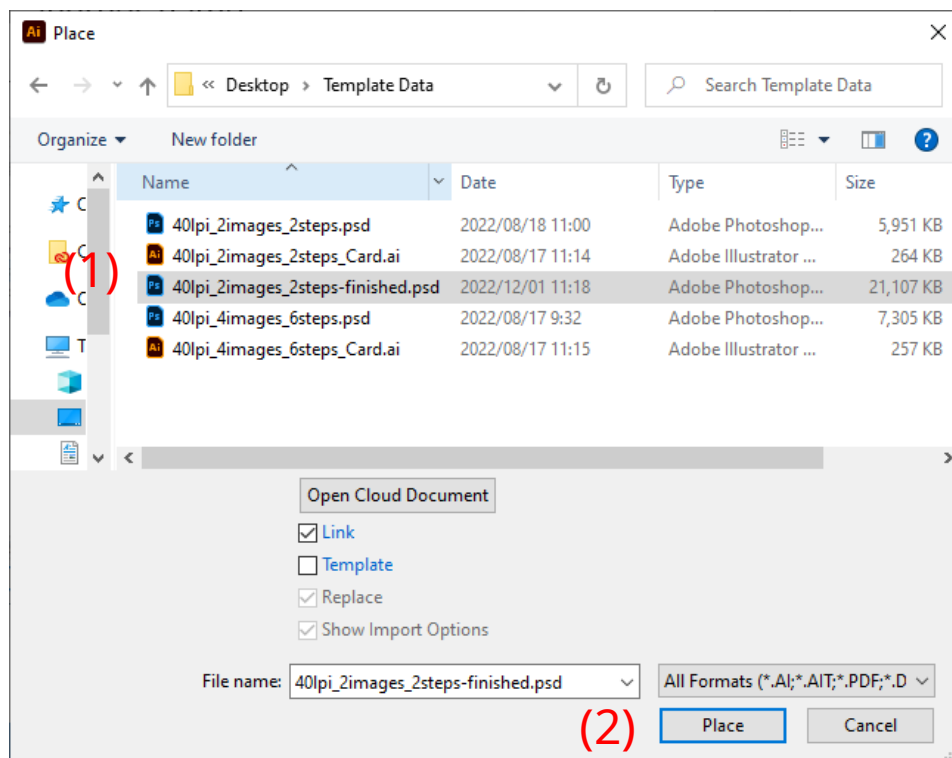 Ai Place
« Desktop > Template Data
Search Template Data
Organize New folder
Name Date Type Size
Ps 40lpi_2images_2steps.psd 2022/08/18 11:00 Adobe Photoshop... 5,951 KB
Ai 40lpi_2images_2steps_Card.ai 2022/08/17 11:14 Adobe Illustrator ... 264 KB
(1)
Ps 40lpi_2images_2steps-finished.psd 2022/12/01 11:18 Adobe Photoshop... 21,107 KB
Ps 40lpi_4images_6steps.psd 2022/08/17 9:32 Adobe Photoshop... 7,305 KB
Ai 40lpi_4images_6steps_Card.ai 2022/08/17 11:15 Adobe Illustrator ... 257 KB
Open Cloud Document
Link
Template
Replace
Show Import Options
File name: 40lpi_2images_2steps-finished.psd All Formats (*.AI;*.AIT;*.PDF;*.D
(2) Place Cancel